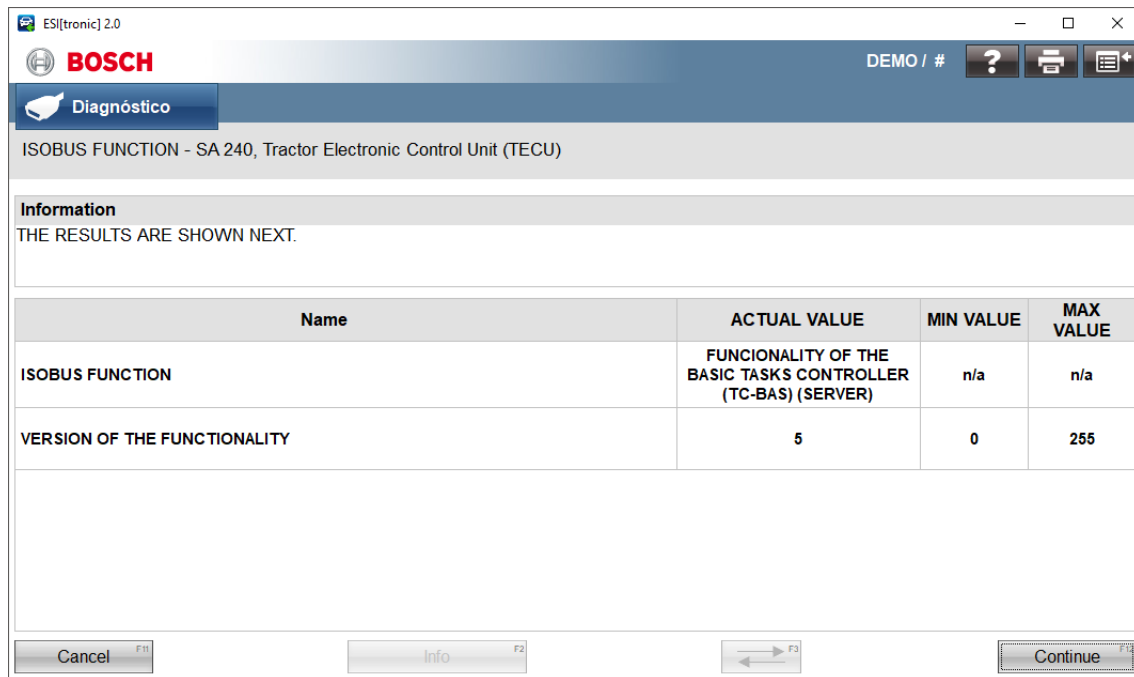 ESI[tronic] 2.0
BOSCH
DEMO / #
?
Diagnóstico
ISOBUS FUNCTION - SA 240, Tractor Electronic Control Unit (TECU)
Information
THE RESULTS ARE SHOWN NEXT.
Name
ACTUAL VALUE
MIN VALUE
MAX
VALUE
ISOBUS FUNCTION
FUNCIONALITY OF THE
BASIC TASKS CONTROLLER
(TC-BAS) (SERVER)
n/a
n/a
VERSION OF THE FUNCTIONALITY
5
0
255
Cancel
F11
Info
F2
F3
Continue
F12